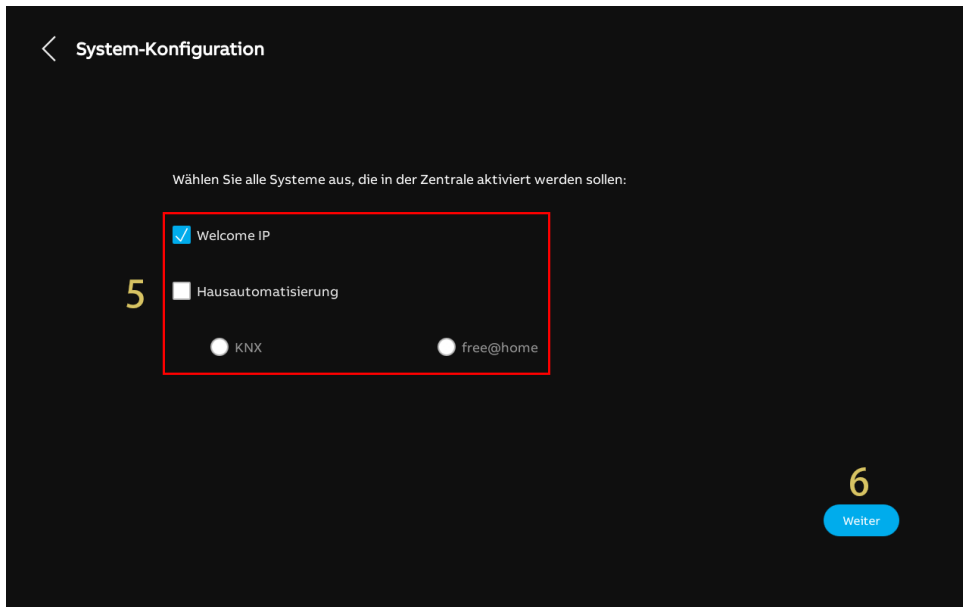 System-Konfiguration
Wählen Sie alle Systeme aus, die in der Zentrale aktiviert werden sollen:
Welcome IP
5
Hausautomatisierung
KNX
free@home
6
Weiter